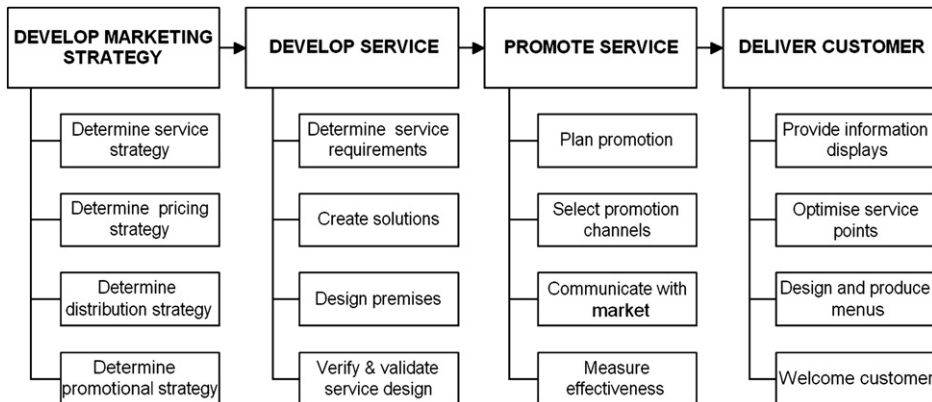 DEVELOP MARKETING
STRATEGY
DEVELOP SERVICE
PROMOTE SERVICE
DELIVER CUSTOMER
Determine service
strategy
Determine pricing
strategy
Determine
distribution strategy
Determine
promotional strategy
Determine service
requirements
Create solutions
Design premises
Verify & validate
service design
Plan promotion
Select promotion
channels
Communicate with
market
Measure
effectiveness
Provide information
displays
Optimise service
points
Design and produce
menus
Welcome customer